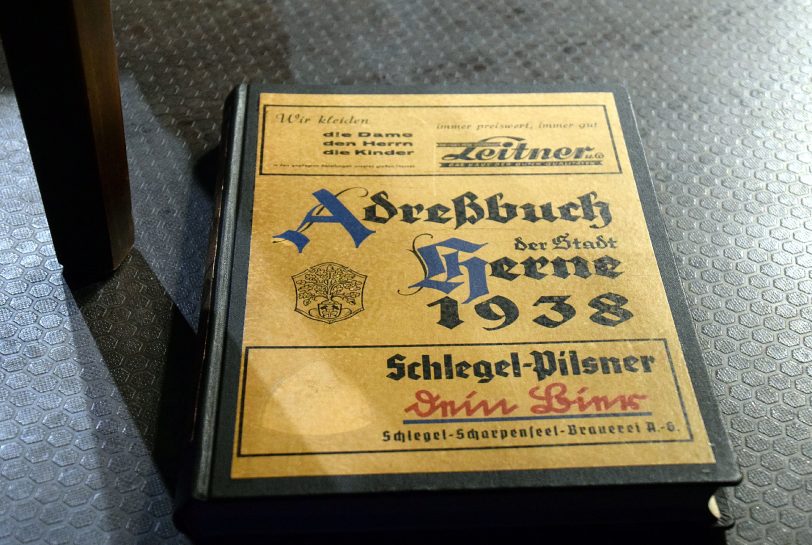 Wir kleiden
die Dame
den Herrn
die Kinder
immer preiswert, immer gut
Leitner u. Co
Adreßbuch
der Stadt
Herne
1938
Schlegel-Pilsner
Dein Bier
Schlegel-Scharpenseel-Brauerei A.-G.